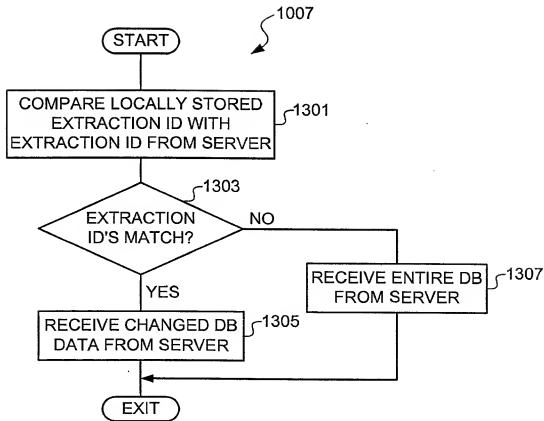 START
1007
COMPARE LOCALLY STORED
EXTRACTION ID WITH
EXTRACTION ID FROM SERVER
1301
1303
EXTRACTION
ID'S MATCH?
NO
YES
RECEIVE ENTIRE DB
FROM SERVER
1307
RECEIVE CHANGED DB
DATA FROM SERVER
1305
EXIT